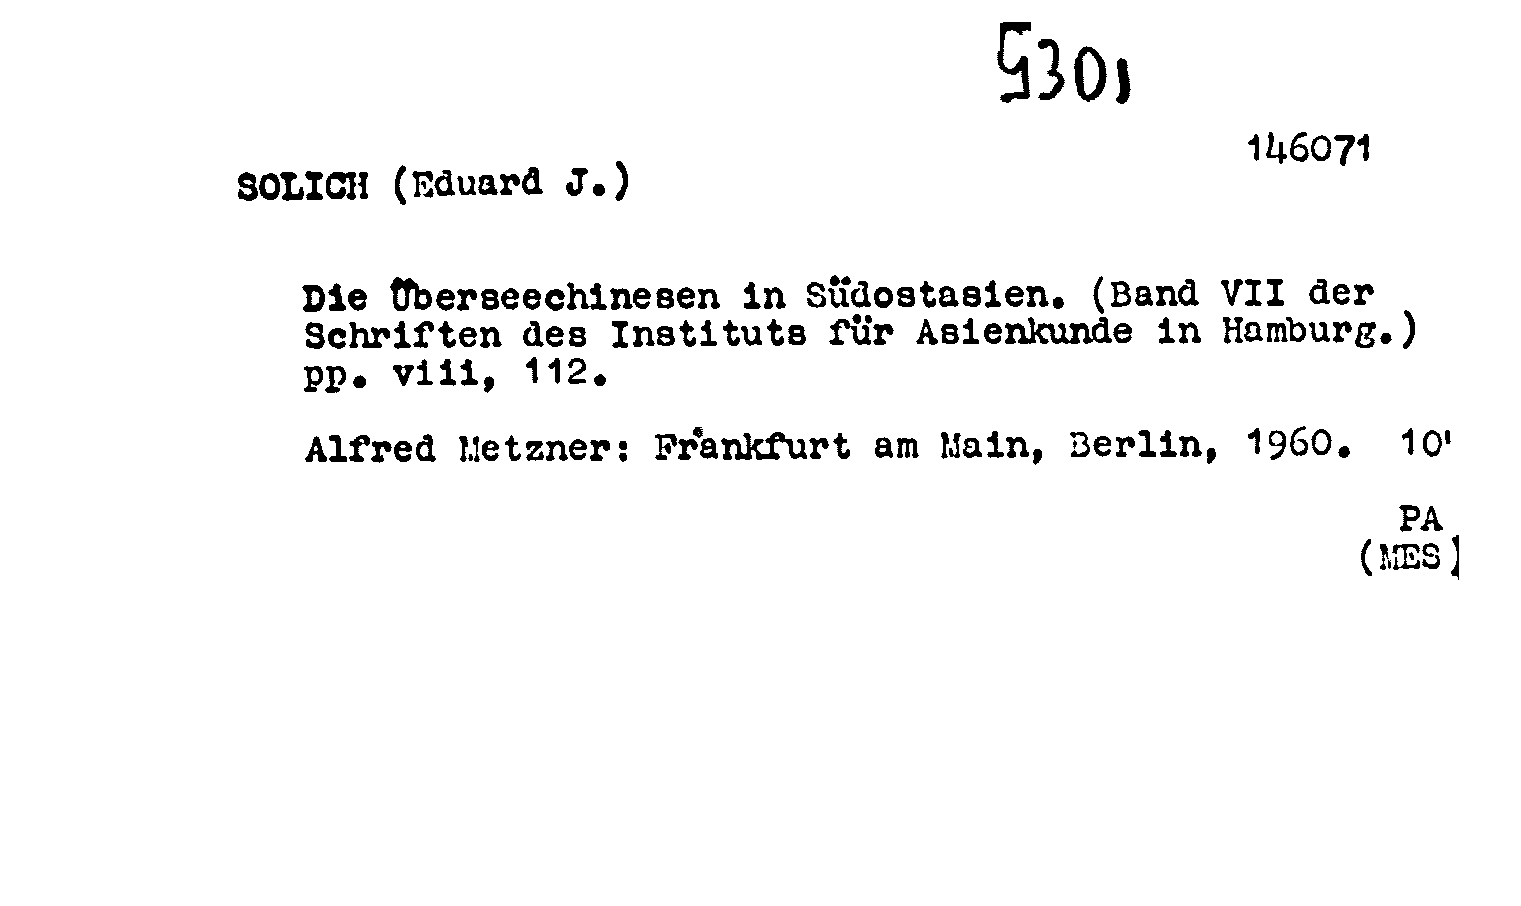 5301
146071
SOLICH (Eduard J.)
Die Überseechinesen in Südostasien. (Band VII der
Schriften des Instituts für Asienkunde in Hamburg.)
pp. viii, 112.
Alfred Metzner: Frankfurt am Main, Berlin, 1960. 10'
PA
(MES)